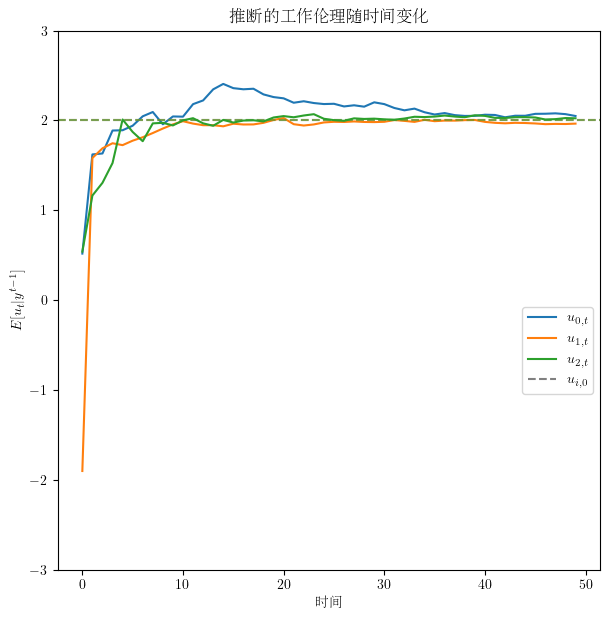 推断的工作伦理随时间变化
3
2
1
0
−1
−2
−3
E[u_t|y^{t−1}]
u_{0,t}
u_{1,t}
u_{2,t}
u_{i,0}
0 10 20 30 40 50
时间